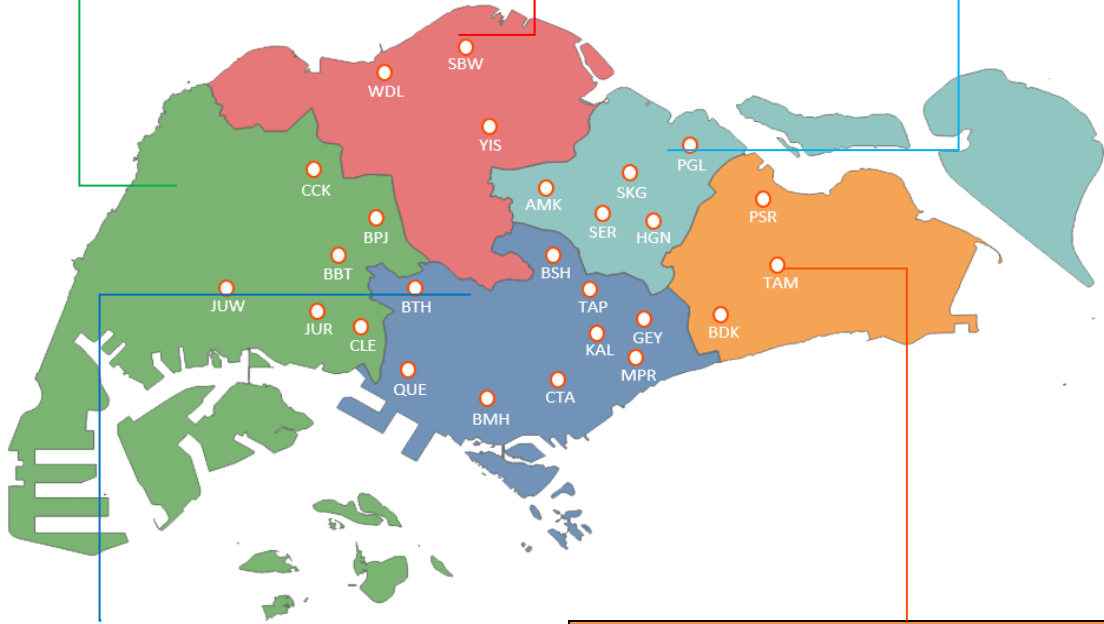 SBW
WDL
YIS
PGL
CCK
SKG
AMK
PSR
BPJ
SER
HGN
BBT
BSH
TAM
JUW
BTH
TAP
JUR
CLE
GEY
BDK
KAL
MPR
QUE
CTA
BMH